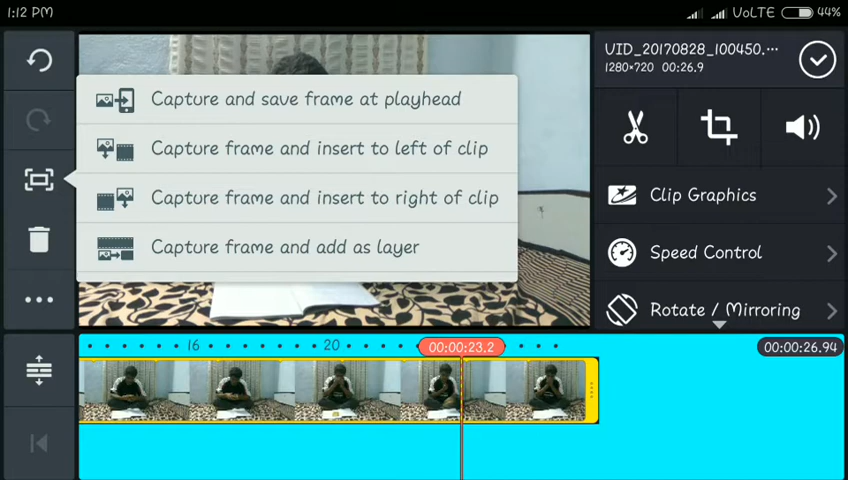 1:12 PM
VoLTE 44%
UID_20170828_100450.···
1280×720 00:26.9
Capture and save frame at playhead
Capture frame and insert to left of clip
Capture frame and insert to right of clip
Capture frame and add as layer
Clip Graphics
Speed Control
Rotate / Mirroring
16
20
00:00:23.2
00:00:26.94